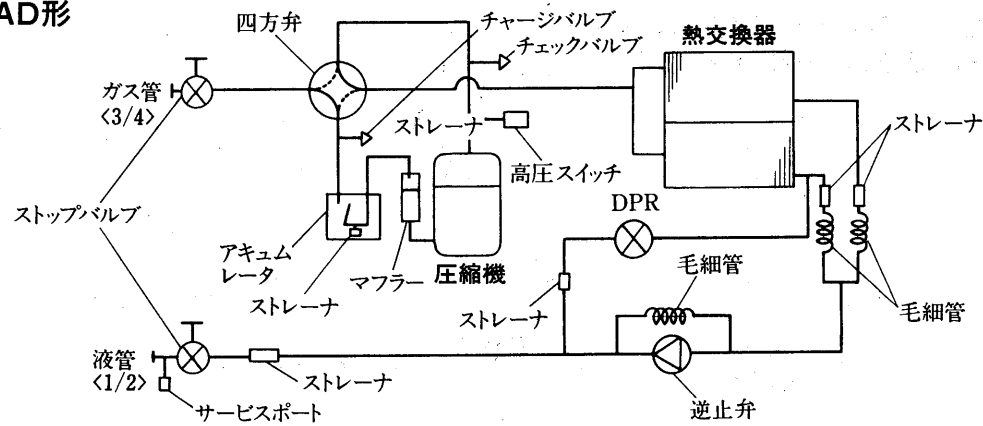 AD形
四方弁
チャージバルブ
チェックバルブ
熱交換器
ガス管
<3/4>
ストレーナ
ストレーナ
高圧スイッチ
DPR
ストップバルブ
アキュム
レータ
マフラー
圧縮機
ストレーナ
毛細管
ストレーナ
毛細管
液管
<1/2>
ストレーナ
サービスポート
逆止弁